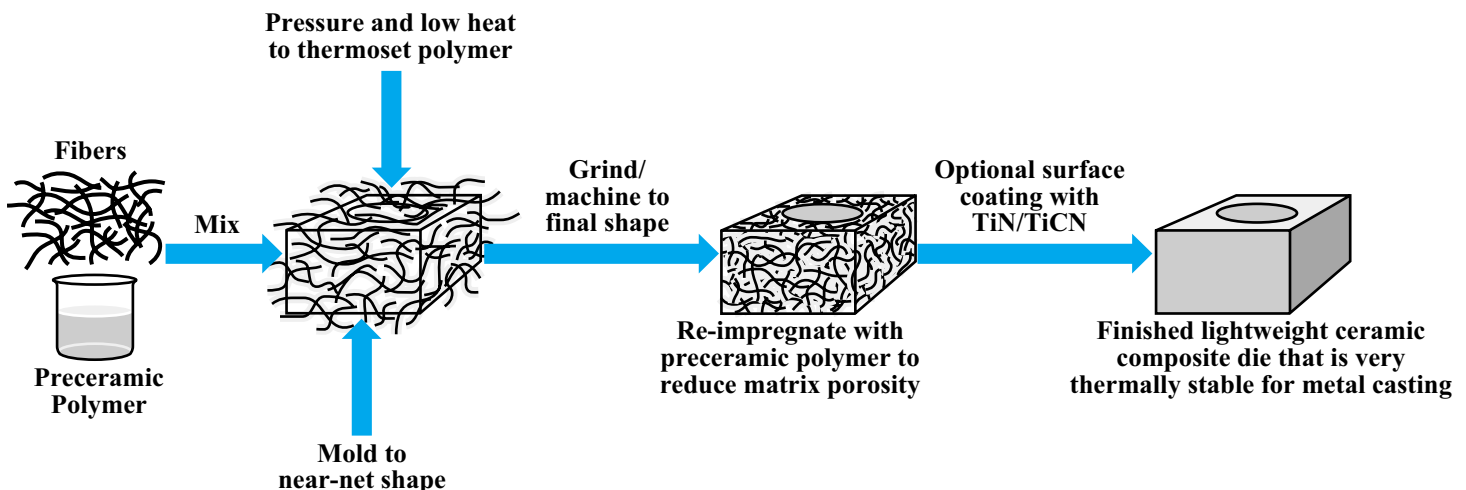 Pressure and low heat
to thermoset polymer
Fibers
Mix
Preceramic
Polymer
Mold to
near-net shape
Grind/
machine to
final shape
Re-impregnate with
preceramic polymer to
reduce matrix porosity
Optional surface
coating with
TiN/TiCN
Finished lightweight ceramic
composite die that is very
thermally stable for metal casting